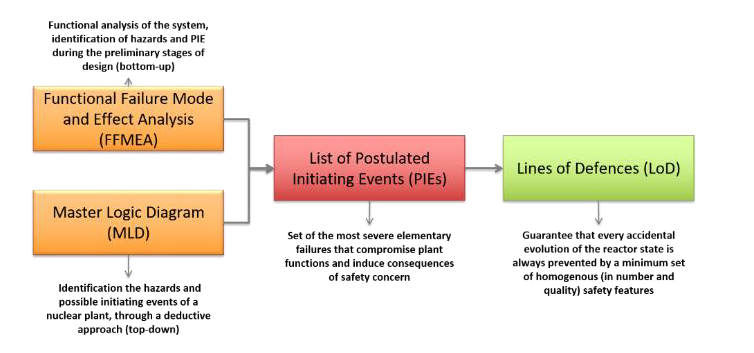 Functional analysis of the system,
identification of hazards and PIE
during the preliminary stages of
design (bottom-up)
Functional Failure Mode
and Effect Analysis
(FFMEA)
Master Logic Diagram
(MLD)
Identification the hazards and
possible initiating events of a
nuclear plant, through a deductive
approach (top-down)
List of Postulated
Initiating Events (PIEs)
Set of the most severe elementary
failures that compromise plant
functions and induce consequences
of safety concern
Lines of Defences (LoD)
Guarantee that every accidental
evolution of the reactor state is
always prevented by a minimum set
of homogenous (in number and
quality) safety features